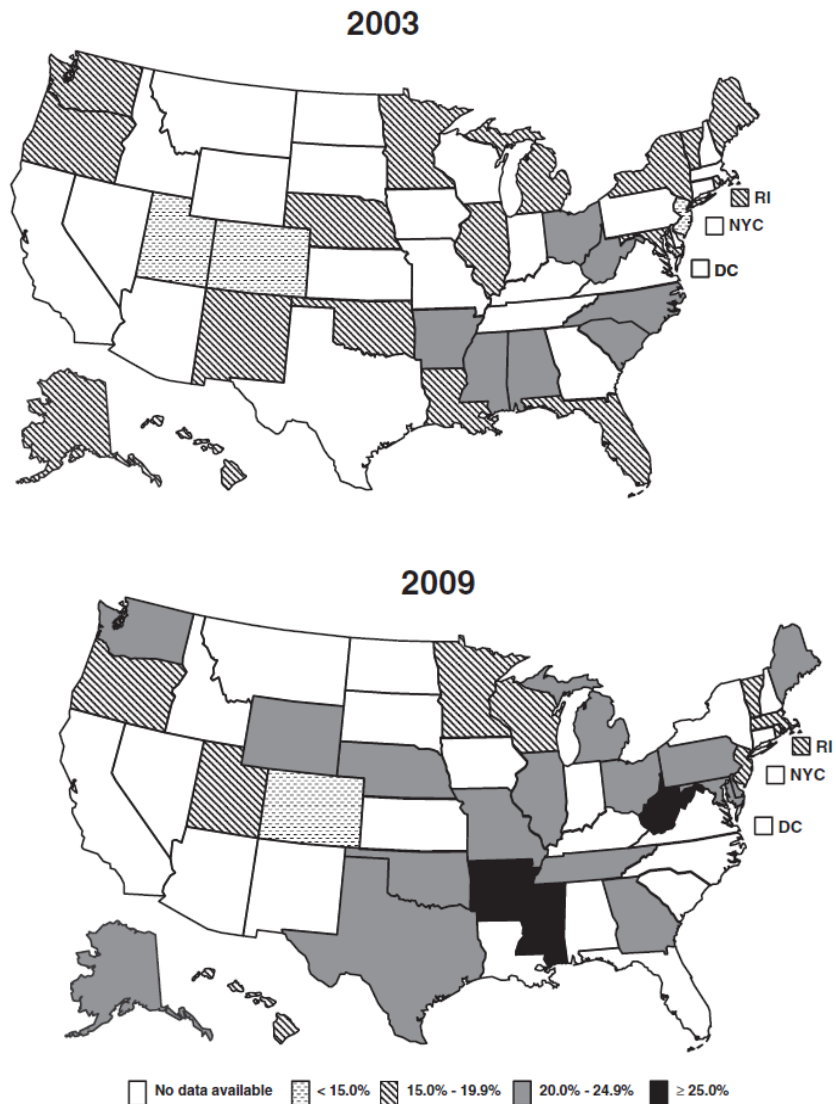 2003
RI
NYC
DC
2009
RI
NYC
DC
No data available < 15.0% 15.0% - 19.9% 20.0% - 24.9% ≥ 25.0%